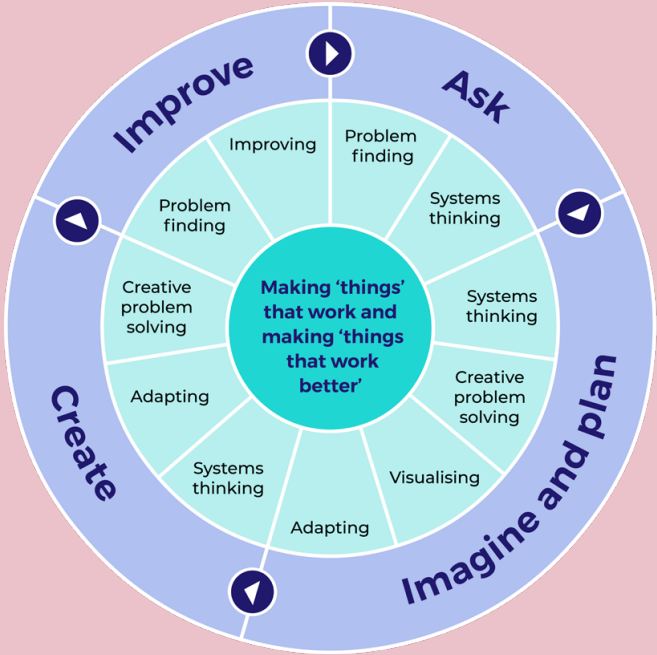 Improve
Ask
Imagine and plan
Create
Improving
Problem
finding
Systems
thinking
Systems
thinking
Creative
problem
solving
Visualising
Adapting
Systems
thinking
Adapting
Creative
problem
solving
Problem
finding
Making ‘things’
that work and
making ‘things
that work
better’